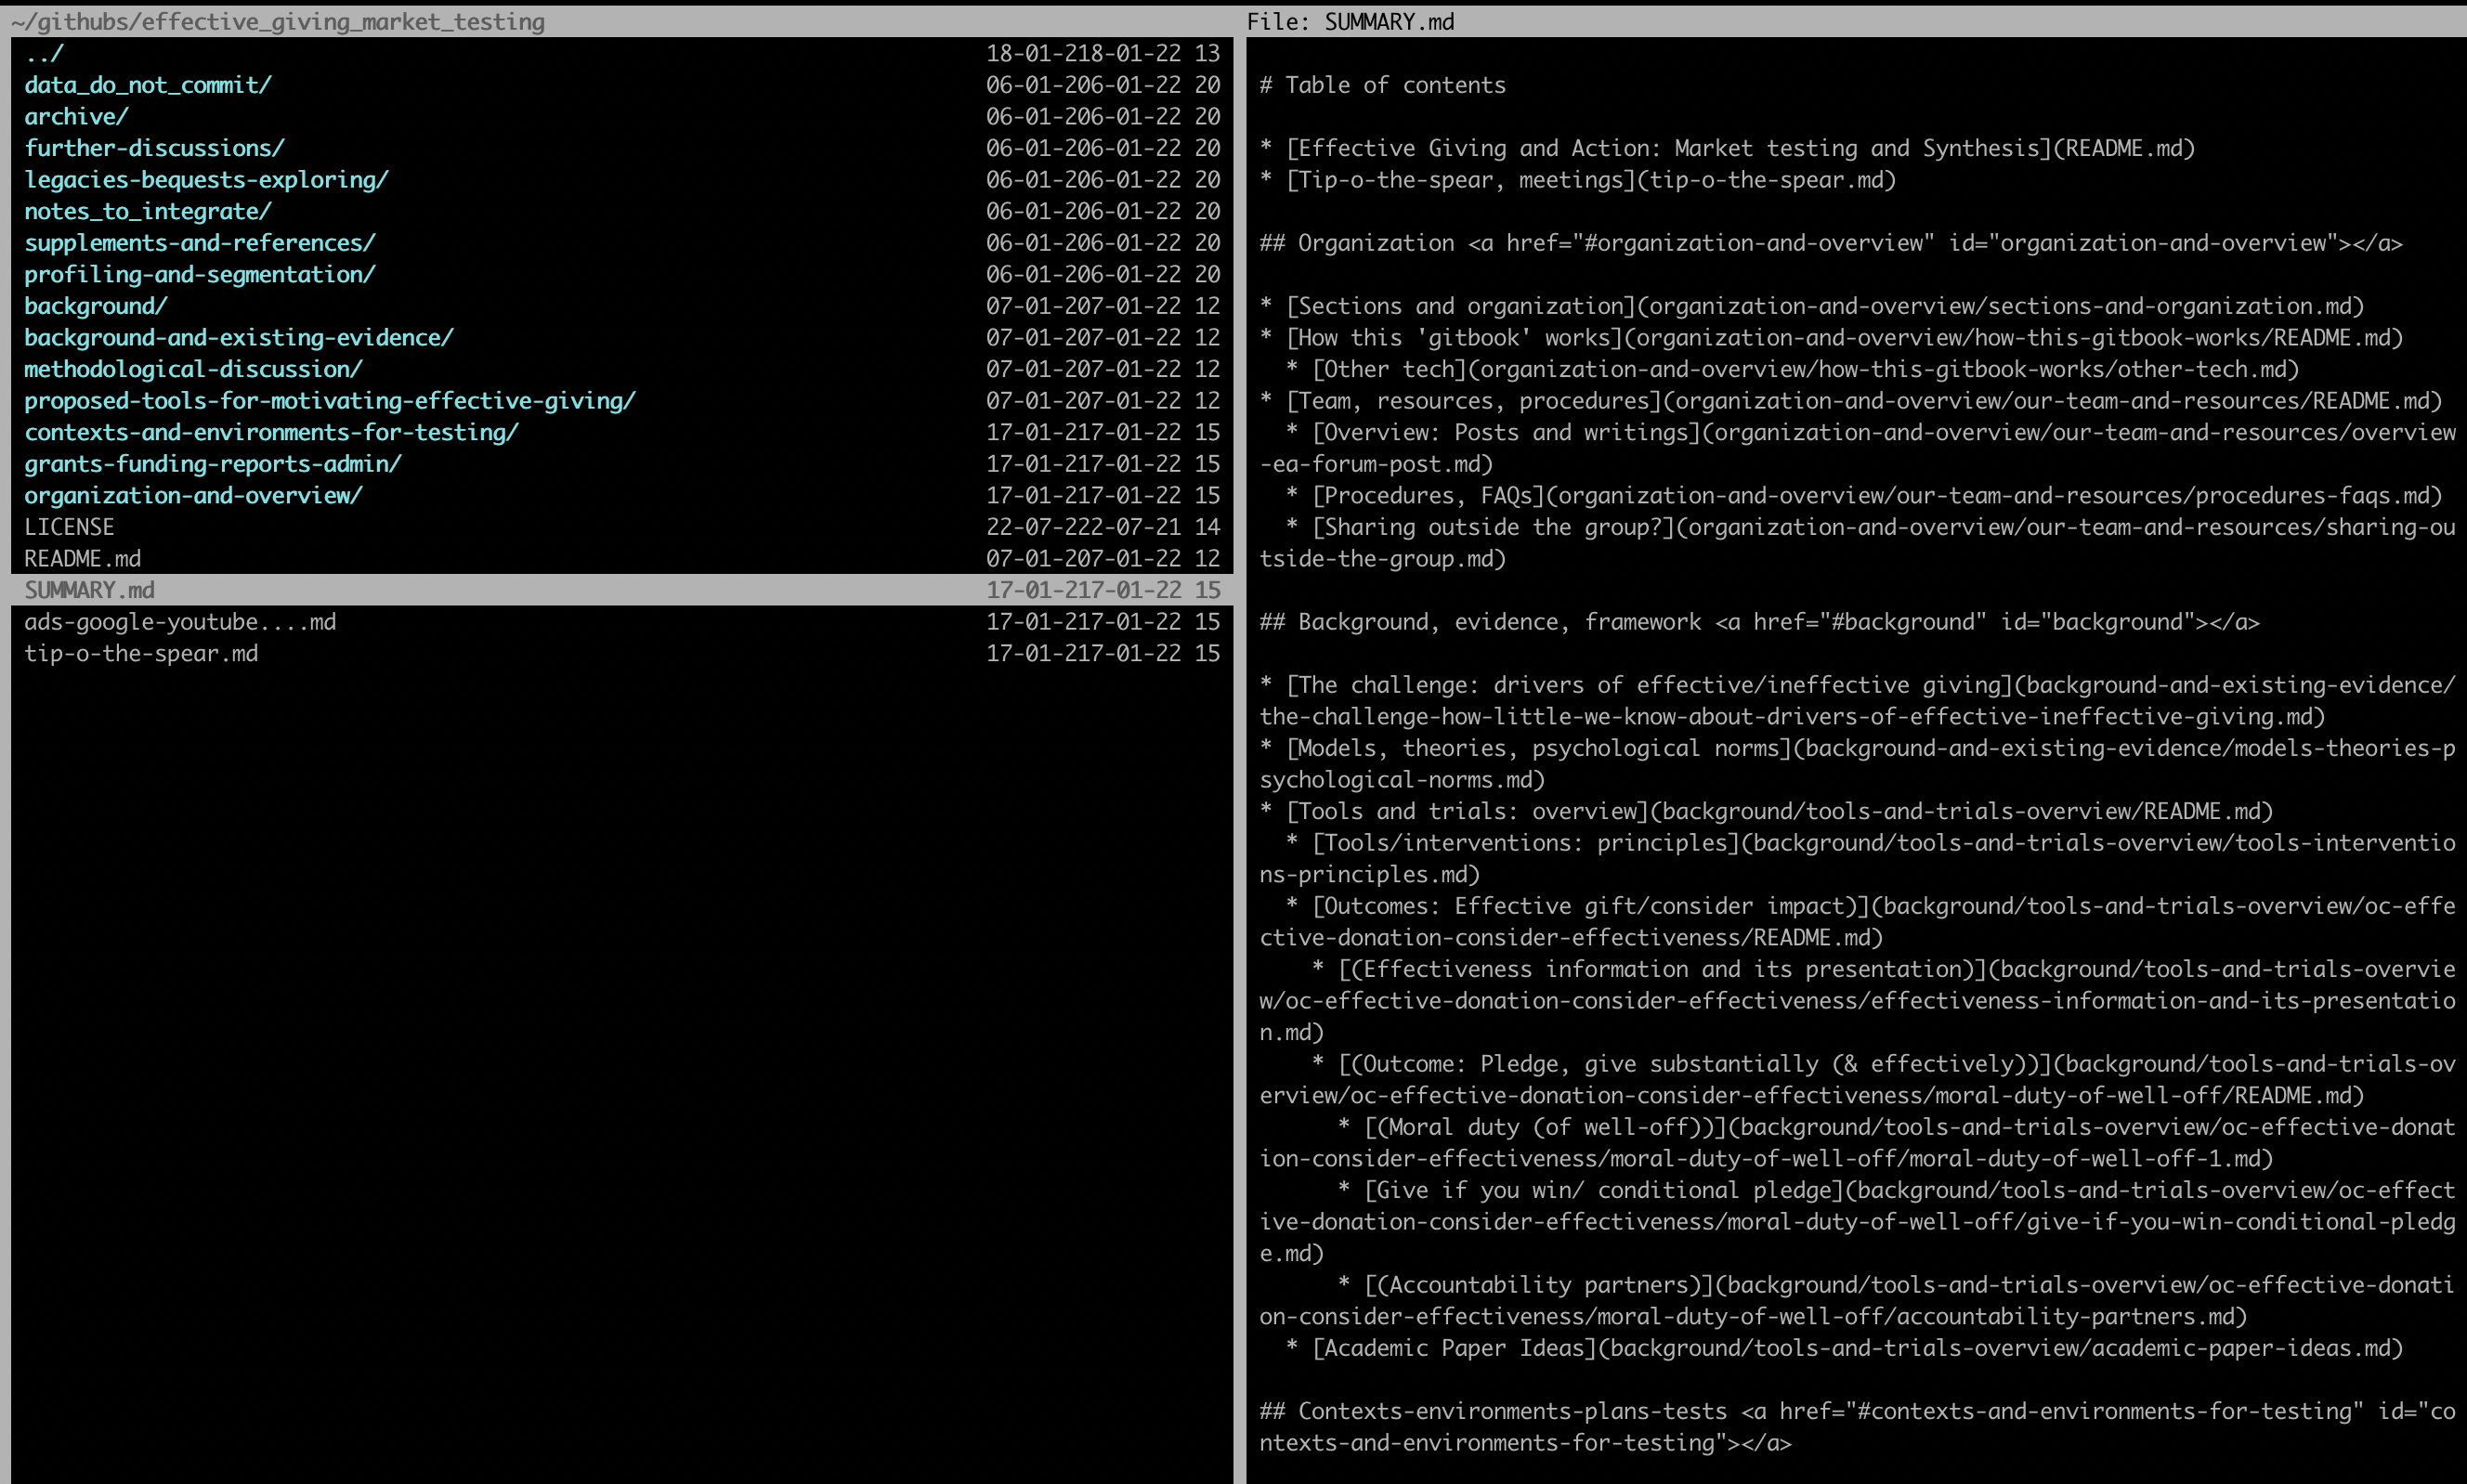 ~/githubs/effective_giving_market_testing
../ 18-01-218-01-22 13
data_do_not_commit/ 06-01-206-01-22 20
archive/ 06-01-206-01-22 20
further-discussions/ 06-01-206-01-22 20
legacies-bequests-exploring/ 06-01-206-01-22 20
notes_to_integrate/ 06-01-206-01-22 20
supplements-and-references/ 06-01-206-01-22 20
profiling-and-segmentation/ 06-01-206-01-22 20
background/ 07-01-207-01-22 12
background-and-existing-evidence/ 07-01-207-01-22 12
methodological-discussion/ 07-01-207-01-22 12
proposed-tools-for-motivating-effective-giving/ 07-01-207-01-22 12
contexts-and-environments-for-testing/ 17-01-217-01-22 15
grants-funding-reports-admin/ 17-01-217-01-22 15
organization-and-overview/ 17-01-217-01-22 15
LICENSE 22-07-222-07-21 14
README.md 07-01-207-01-22 12
SUMMARY.md 17-01-217-01-22 15
ads-google-youtube....md 17-01-217-01-22 15
tip-o-the-spear.md 17-01-217-01-22 15
File: SUMMARY.md
# Table of contents
* [Effective Giving and Action: Market testing and Synthesis](README.md)
* [Tip-o-the-spear, meetings](tip-o-the-spear.md)
## Organization <a href="#organization-and-overview" id="organization-and-overview"></a>
* [Sections and organization](organization-and-overview/sections-and-organization.md)
* [How this 'gitbook' works](organization-and-overview/how-this-gitbook-works/README.md)
  * [Other tech](organization-and-overview/how-this-gitbook-works/other-tech.md)
* [Team, resources, procedures](organization-and-overview/our-team-and-resources/README.md)
  * [Overview: Posts and writings](organization-and-overview/our-team-and-resources/overview
-ea-forum-post.md)
  * [Procedures, FAQs](organization-and-overview/our-team-and-resources/procedures-faqs.md)
  * [Sharing outside the group?](organization-and-overview/our-team-and-resources/sharing-ou
tside-the-group.md)
## Background, evidence, framework <a href="#background" id="background"></a>
* [The challenge: drivers of effective/ineffective giving](background-and-existing-evidence/
the-challenge-how-little-we-know-about-drivers-of-effective-ineffective-giving.md)
* [Models, theories, psychological norms](background-and-existing-evidence/models-theories-p
sychological-norms.md)
* [Tools and trials: overview](background/tools-and-trials-overview/README.md)
  * [Tools/interventions: principles](background/tools-and-trials-overview/tools-interventio
ns-principles.md)
  * [Outcomes: Effective gift/consider impact)](background/tools-and-trials-overview/oc-effe
ctive-donation-consider-effectiveness/README.md)
    * [(Effectiveness information and its presentation)](background/tools-and-trials-overvie
w/oc-effective-donation-consider-effectiveness/effectiveness-information-and-its-presentatio
n.md)
    * [(Outcome: Pledge, give substantially (& effectively))](background/tools-and-trials-ov
erview/oc-effective-donation-consider-effectiveness/moral-duty-of-well-off/README.md)
      * [(Moral duty (of well-off))](background/tools-and-trials-overview/oc-effective-donat
ion-consider-effectiveness/moral-duty-of-well-off/moral-duty-of-well-off-1.md)
      * [Give if you win/ conditional pledge](background/tools-and-trials-overview/oc-effect
ive-donation-consider-effectiveness/moral-duty-of-well-off/give-if-you-win-conditional-pledg
e.md)
      * [(Accountability partners)](background/tools-and-trials-overview/oc-effective-donati
on-consider-effectiveness/moral-duty-of-well-off/accountability-partners.md)
  * [Academic Paper Ideas](background/tools-and-trials-overview/academic-paper-ideas.md)
## Contexts-environments-plans-tests <a href="#contexts-and-environments-for-testing" id="co
ntexts-and-environments-for-testing"></a>